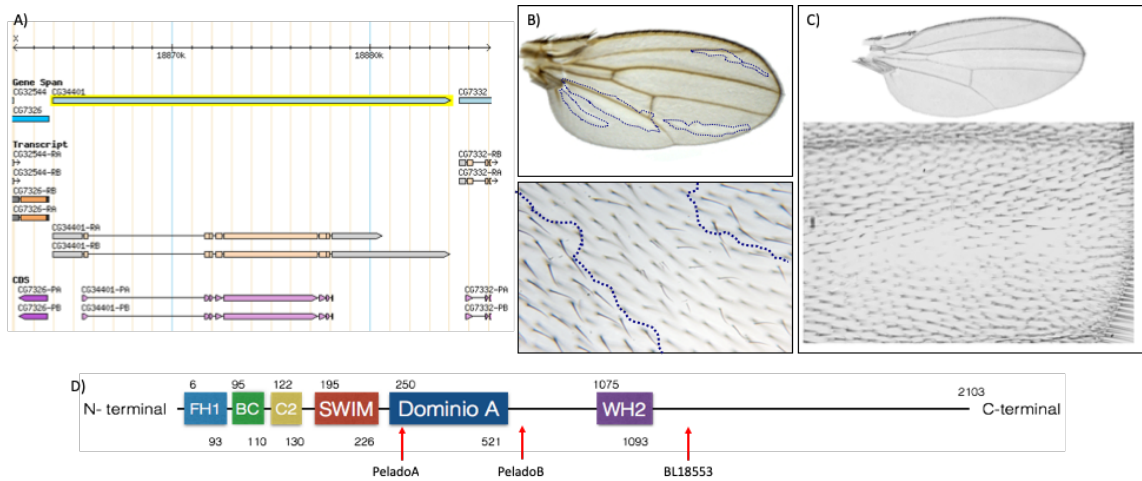 A)
X
18870k 18880k
Gene Span
CG32544 CG34401 CG7332
CG7326
Transcript
CG32544-RA CG7332-RB
CG32544-RB CG7332-RA
CG7326-RB
CG7326-RA
CG34401-RA
CG34401-RB
CDS
CG7326-PA CG34401-PA CG7332-PA
CG7326-PB CG34401-PB CG7332-PB
B)
C)
D)
6 95 122 195 250 1075 2103
N- terminal FH1 BC C2 SWIM Dominio A WH2 C-terminal
93 110 130 226 521 1093
PeladoA PeladoB BL18553